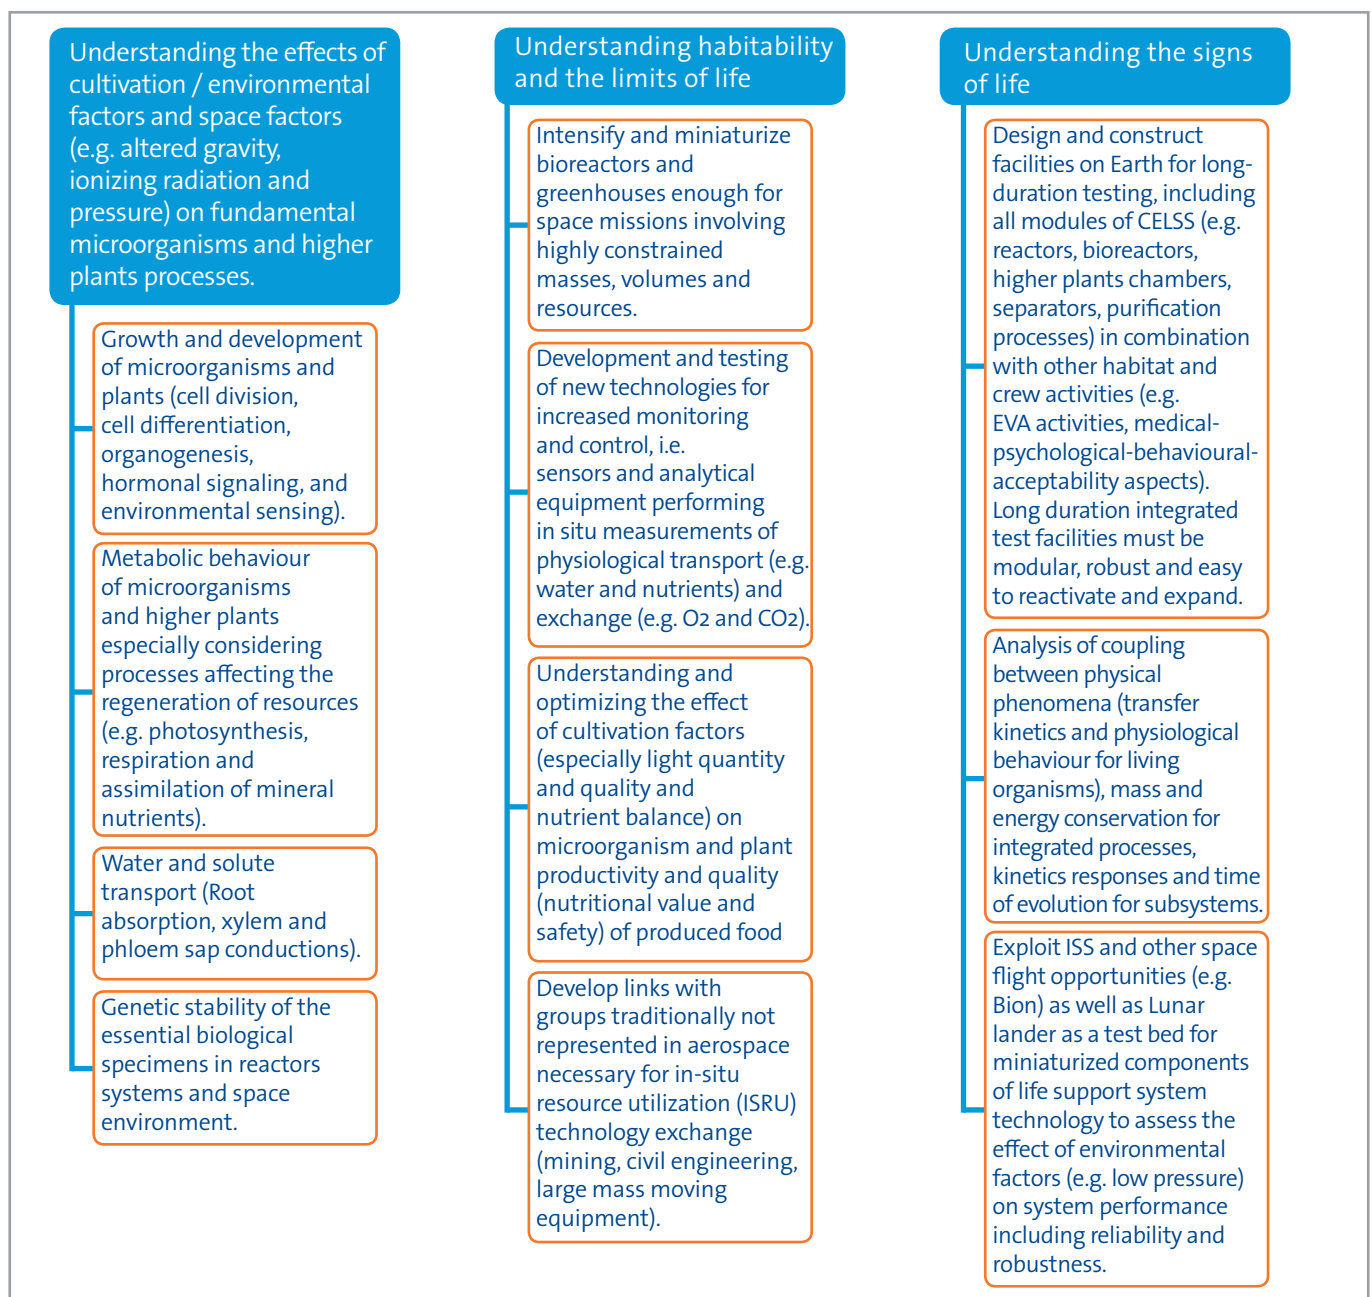 Understanding the effects of
cultivation / environmental
factors and space factors
(e.g. altered gravity,
ionizing radiation and
pressure) on fundamental
microorganisms and higher
plants processes.
Growth and development
of microorganisms and
plants (cell division,
cell differentiation,
organogenesis,
hormonal signaling, and
environmental sensing).
Metabolic behaviour
of microorganisms
and higher plants
especially considering
processes affecting the
regeneration of resources
(e.g. photosynthesis,
respiration and
assimilation of mineral
nutrients).
Water and solute
transport (Root
absorption, xylem and
phloem sap conductions).
Genetic stability of the
essential biological
specimens in reactors
systems and space
environment.
Understanding habitability
and the limits of life
Intensify and miniaturize
bioreactors and
greenhouses enough for
space missions involving
highly constrained
masses, volumes and
resources.
Development and testing
of new technologies for
increased monitoring
and control, i.e.
sensors and analytical
equipment performing
in situ measurements of
physiological transport (e.g.
water and nutrients) and
exchange (e.g. O2 and CO2).
Understanding and
optimizing the effect
of cultivation factors
(especially light quantity
and quality and
nutrient balance) on
microorganism and plant
productivity and quality
(nutritional value and
safety) of produced food
Develop links with
groups traditionally not
represented in aerospace
necessary for in-situ
resource utilization (ISRU)
technology exchange
(mining, civil engineering,
large mass moving
equipment).
Understanding the signs
of life
Design and construct
facilities on Earth for long-
duration testing, including
all modules of CELSS (e.g.
reactors, bioreactors,
higher plants chambers,
separators, purification
processes) in combination
with other habitat and
crew activities (e.g.
EVA activities, medical-
psychological-behavioural-
acceptability aspects).
Long duration integrated
test facilities must be
modular, robust and easy
to reactivate and expand.
Analysis of coupling
between physical
phenomena (transfer
kinetics and physiological
behaviour for living
organisms), mass and
energy conservation for
integrated processes,
kinetics responses and time
of evolution for subsystems.
Exploit ISS and other space
flight opportunities (e.g.
Bion) as well as Lunar
lander as a test bed for
miniaturized components
of life support system
technology to assess the
effect of environmental
factors (e.g. low pressure)
on system performance
including reliability and
robustness.